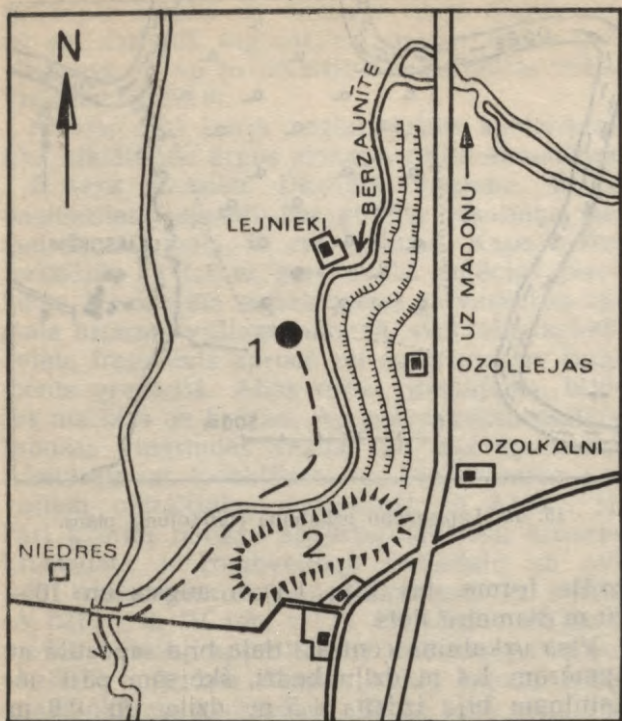 N
BĒRZAUNĪTE
LEJNIEKI
UZ MADONU
1
OZOLLEJAS
OZOLKALNI
2
NIEDRES